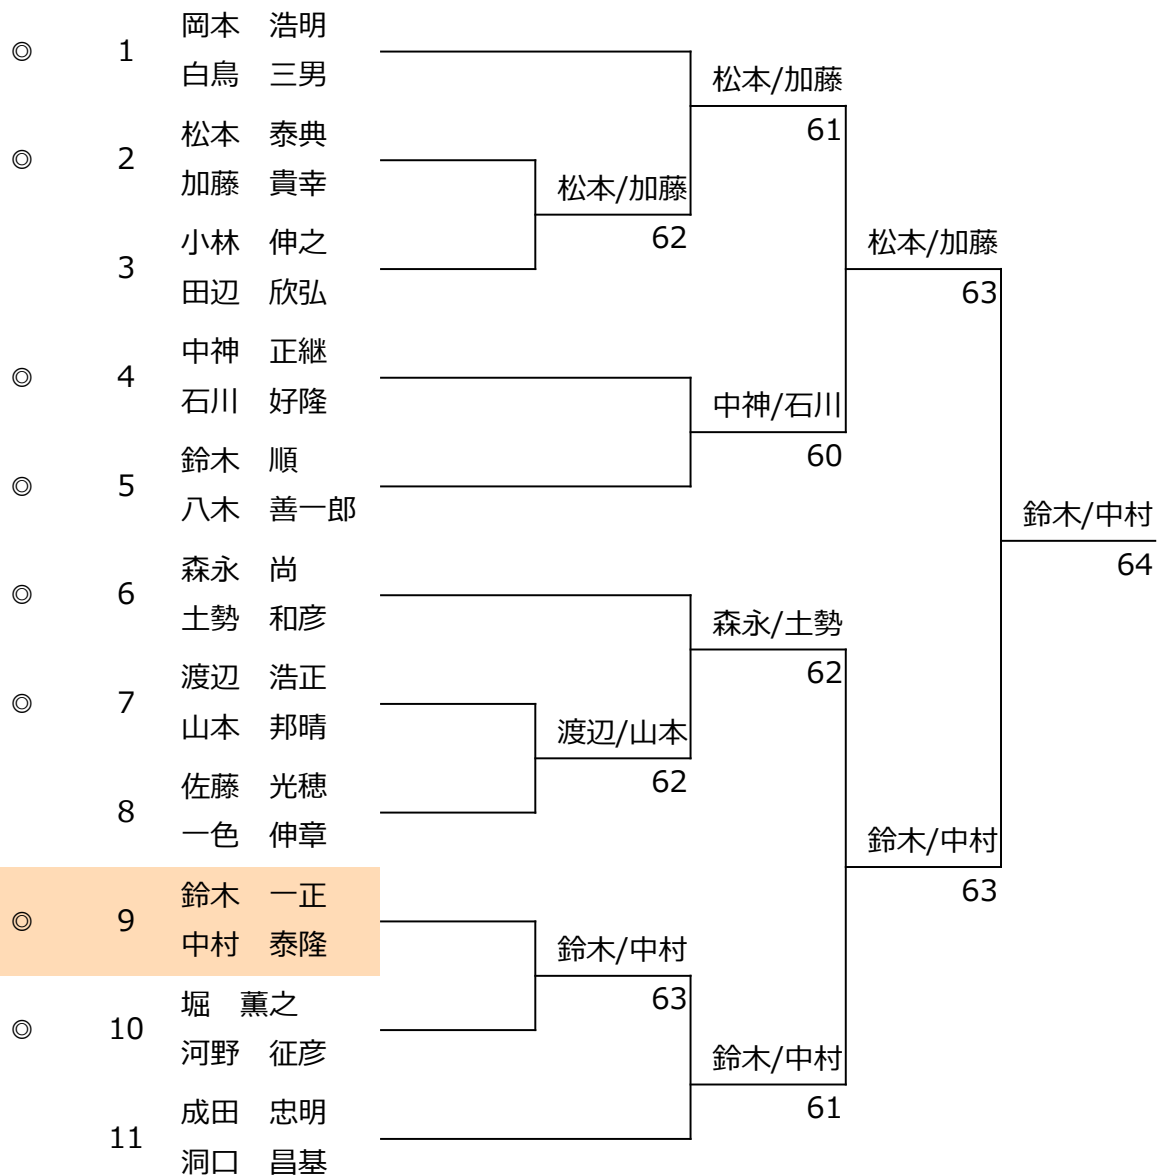 岡本　浩明
◎ 1
白鳥　三男
松本/加藤
61
松本　泰典
◎ 2
加藤　貴幸
松本/加藤
62
小林　伸之
3
田辺　欣弘
松本/加藤
63
中神　正継
◎ 4
石川　好隆
中神/石川
60
鈴木　順
◎ 5
八木　善一郎
鈴木/中村
64
森永　尚
◎ 6
土勢　和彦
森永/土勢
62
渡辺　浩正
◎ 7
山本　邦晴
渡辺/山本
62
佐藤　光穂
8
一色　伸章
鈴木/中村
63
鈴木　一正
◎ 9
中村　泰隆
鈴木/中村
63
堀　薫之
◎ 10
河野　征彦
鈴木/中村
61
成田　忠明
11
洞口　昌基